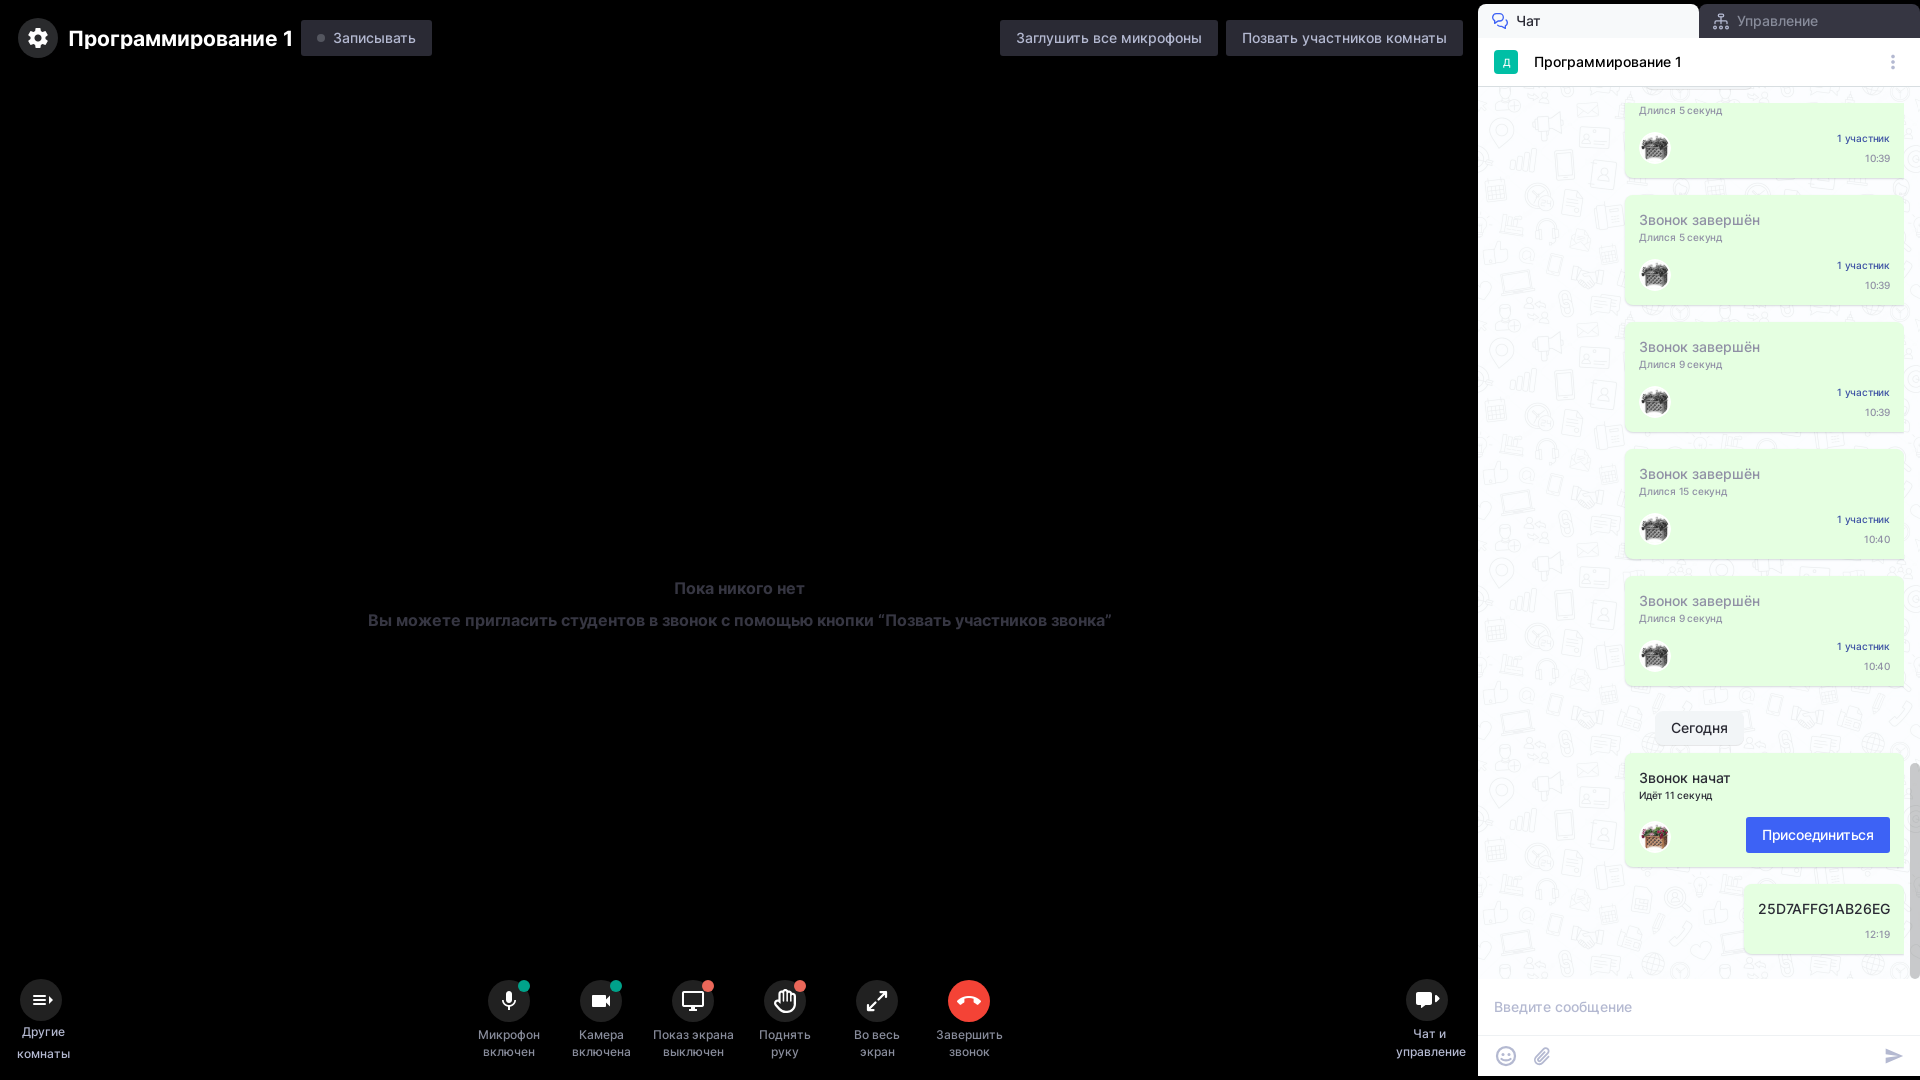 Программирование 1
Записывать
Заглушить все микрофоны
Позвать участников комнаты
Пока никого нет
Вы можете пригласить студентов в звонок с помощью кнопки “Позвать участников звонка”
Другие
комнаты
Микрофон
включен
Камера
включена
Показ экрана
выключен
Поднять
руку
Во весь
экран
Завершить
звонок
Чат и
управление
Чат
Управление
Д
Программирование 1
Длился 5 секунд
1 участник
10:39
Звонок завершён
Длился 5 секунд
1 участник
10:39
Звонок завершён
Длился 9 секунд
1 участник
10:39
Звонок завершён
Длился 15 секунд
1 участник
10:40
Звонок завершён
Длился 9 секунд
1 участник
10:40
Сегодня
Звонок начат
Идёт 11 секунд
Присоединиться
25D7AFFG1AB26EG
12:19
Введите сообщение